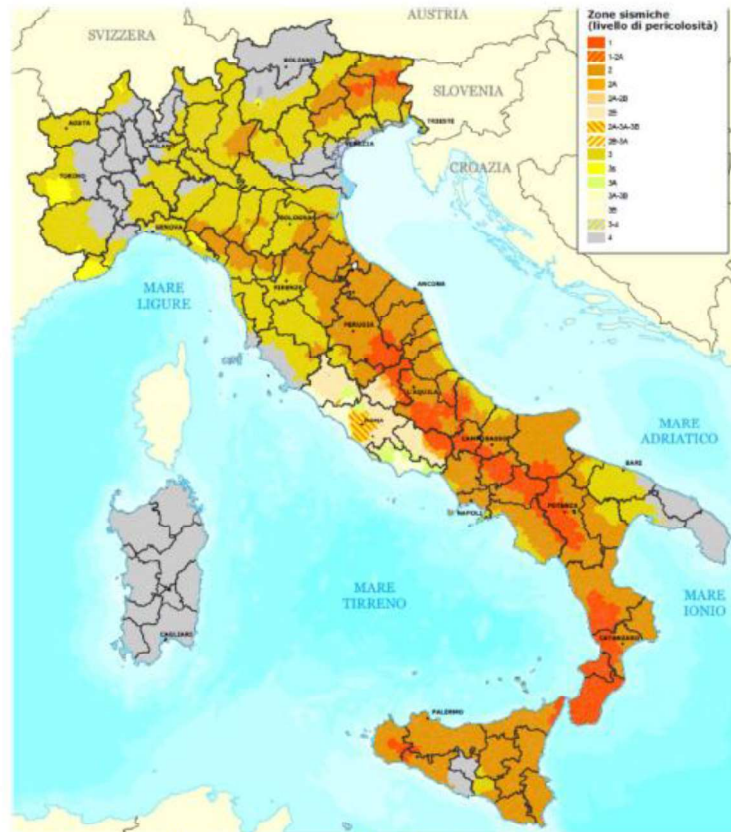 AUSTRIA
SVIZZERA
BOLZANO
SLOVENIA
AOSTA
TRIESTE
MILANO
VENEZIA
TORINO
CROAZIA
GENOVA
BOLOGNA
FIRENZE
ANCONA
MARE
LIGURE
PERUGIA
L'AQUILA
ROMA
CAMPOBASSO
MARE
ADRIATICO
BARI
NAPOLI
POTENZA
MARE
TIRRENO
MARE
IONIO
CAGLIARI
CATANZARO
PALERMO
Zone sismiche
(livello di pericolosità)
1
1-2A
2
2A
2A-2B
2B
2A-3A-3B
2B-3A
3
3s
3A
3A-3B
3B
3-4
4